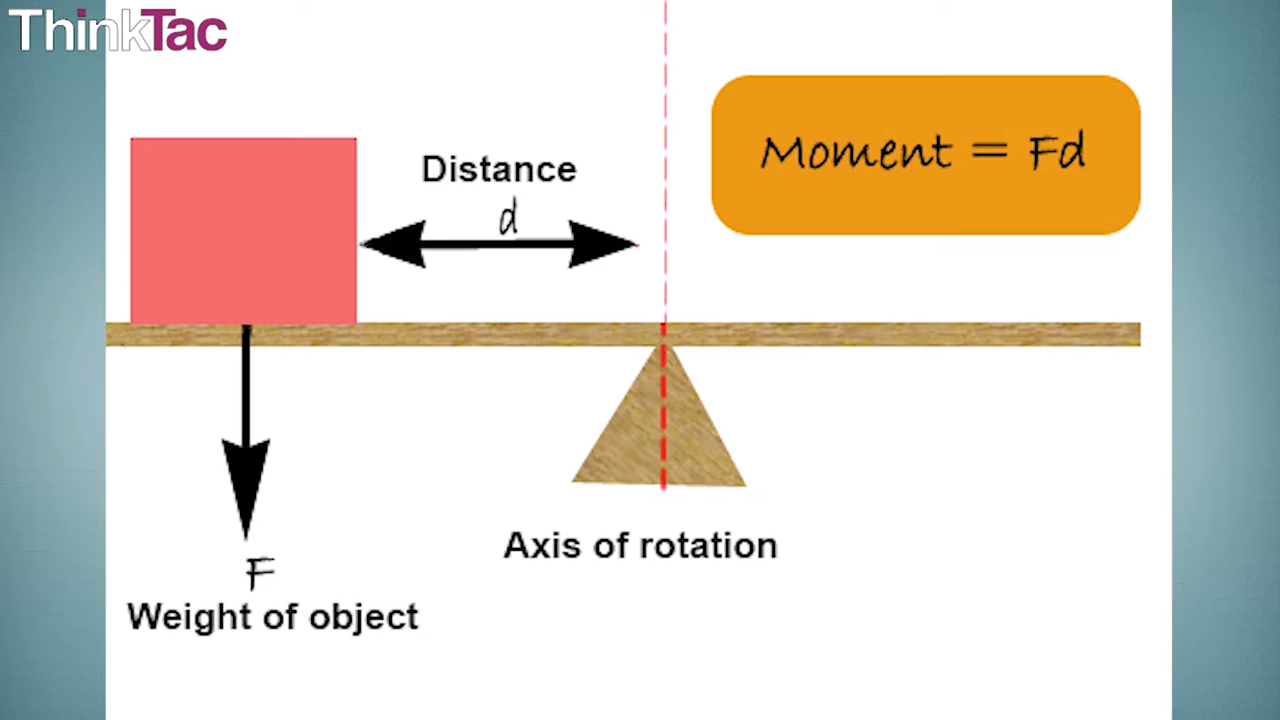 ThinkTac
Distance
d
Moment = Fd
Axis of rotation
F
Weight of object